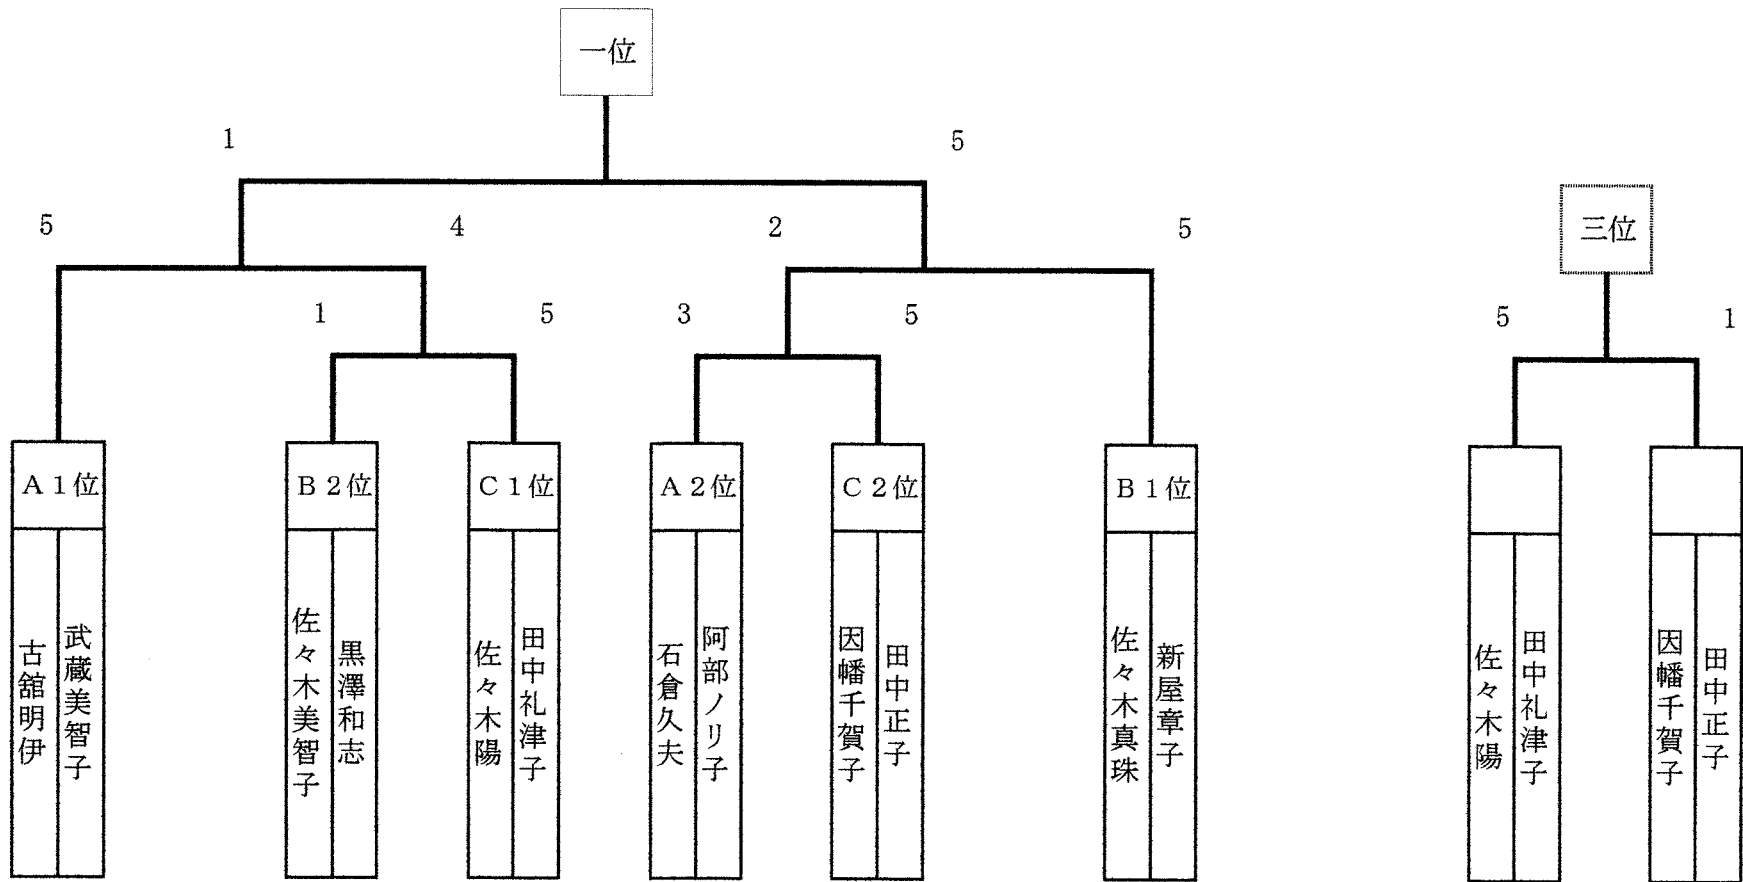 一位
1 5
三位
5 4 2 5
1 5 3 5
5 1
A1位 B2位 C1位 A2位 C2位 B1位
古舘明伊
武蔵美智子
佐々木美智子
黒澤和志
佐々木陽
田中礼津子
石倉久夫
阿部ノリ子
因幡千賀子
田中正子
佐々木真珠
新屋章子
佐々木陽
田中礼津子
因幡千賀子
田中正子